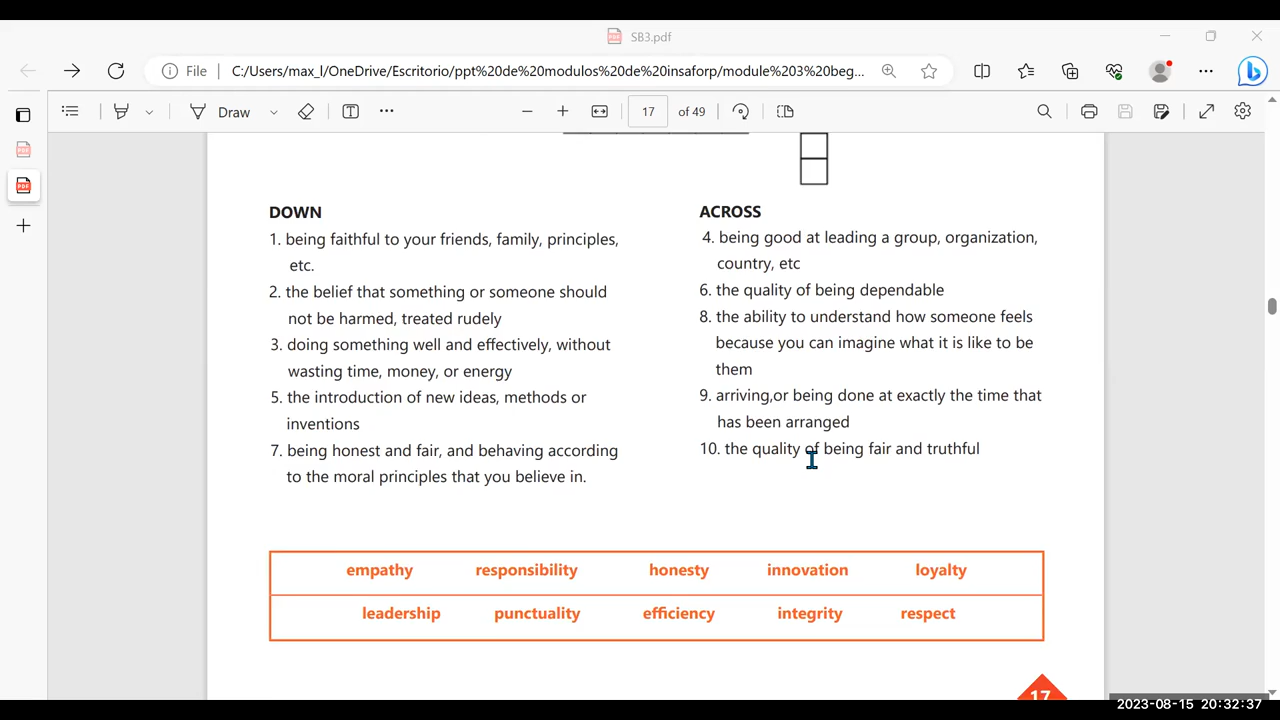 SB3.pdf
File
C:/Users/max_l/OneDrive/Escritorio/ppt%20de%20modulos%20de%20insaforp/module%203%20beg...
Draw
17 of 49
DOWN
1. being faithful to your friends, family, principles,
etc.
2. the belief that something or someone should
not be harmed, treated rudely
3. doing something well and effectively, without
wasting time, money, or energy
5. the introduction of new ideas, methods or
inventions
7. being honest and fair, and behaving according
to the moral principles that you believe in.
ACROSS
4. being good at leading a group, organization,
country, etc
6. the quality of being dependable
8. the ability to understand how someone feels
because you can imagine what it is like to be
them
9. arriving,or being done at exactly the time that
has been arranged
10. the quality of being fair and truthful
empathy responsibility honesty innovation loyalty
leadership punctuality efficiency integrity respect
17
2023-08-15 20:32:37